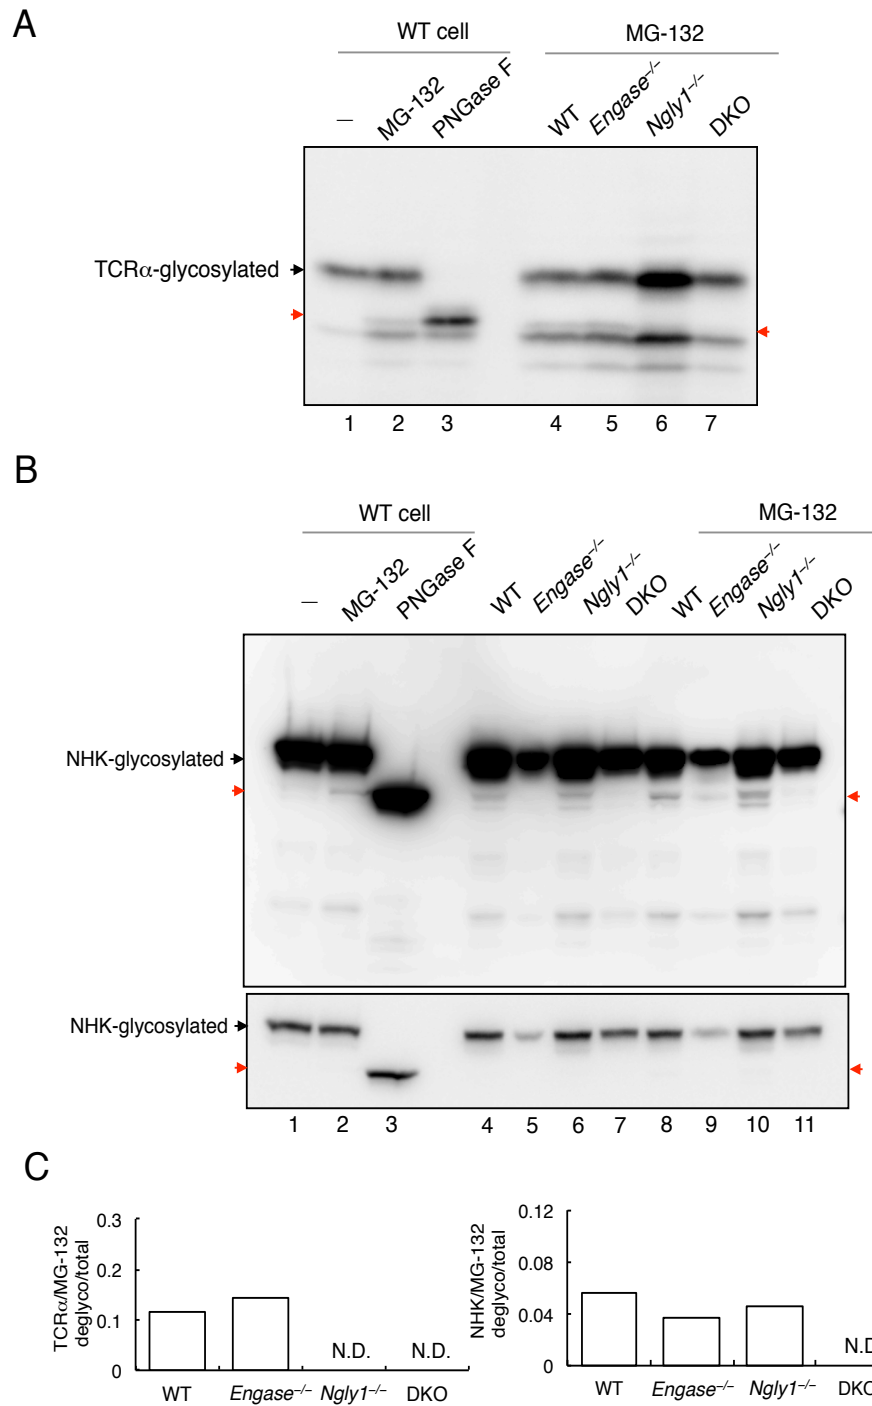 A
WT cell
MG-132
– MG-132 PNGase F WT Engase–/– Ngly1–/– DKO
TCRα-glycosylated
1 2 3 4 5 6 7
B
WT cell
MG-132
– MG-132 PNGase F WT Engase–/– Ngly1–/– DKO WT Engase–/– Ngly1–/– DKO
NHK-glycosylated
NHK-glycosylated
1 2 3 4 5 6 7 8 9 10 11
C
TCRα/MG-132
deglyco/total
0.3
0.2
0.1
0
N.D. N.D.
WT Engase–/– Ngly1–/– DKO
NHK/MG-132
deglyco/total
0.12
0.08
0.04
0
N.D
WT Engase–/– Ngly1–/– DKO